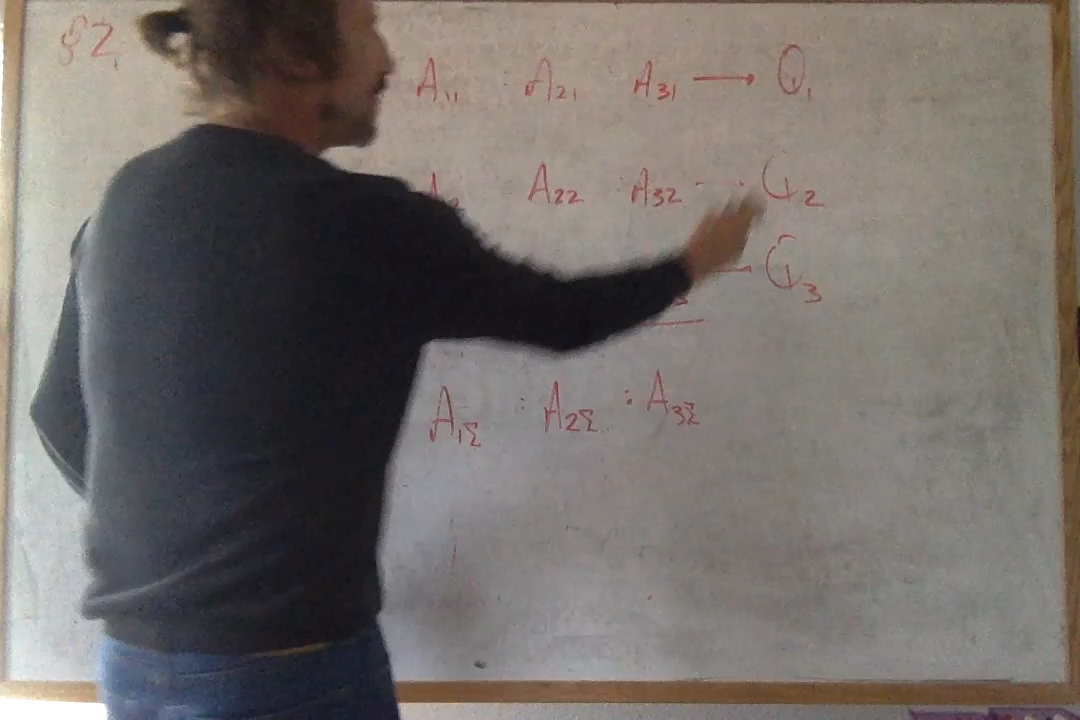 §2.
A₁₁ : A₂₁ A₃₁ → Q₁
A₂₂ : A₃₂ → Q₂
→ Q₃
A₁Σ : A₂Σ : A₃Σ